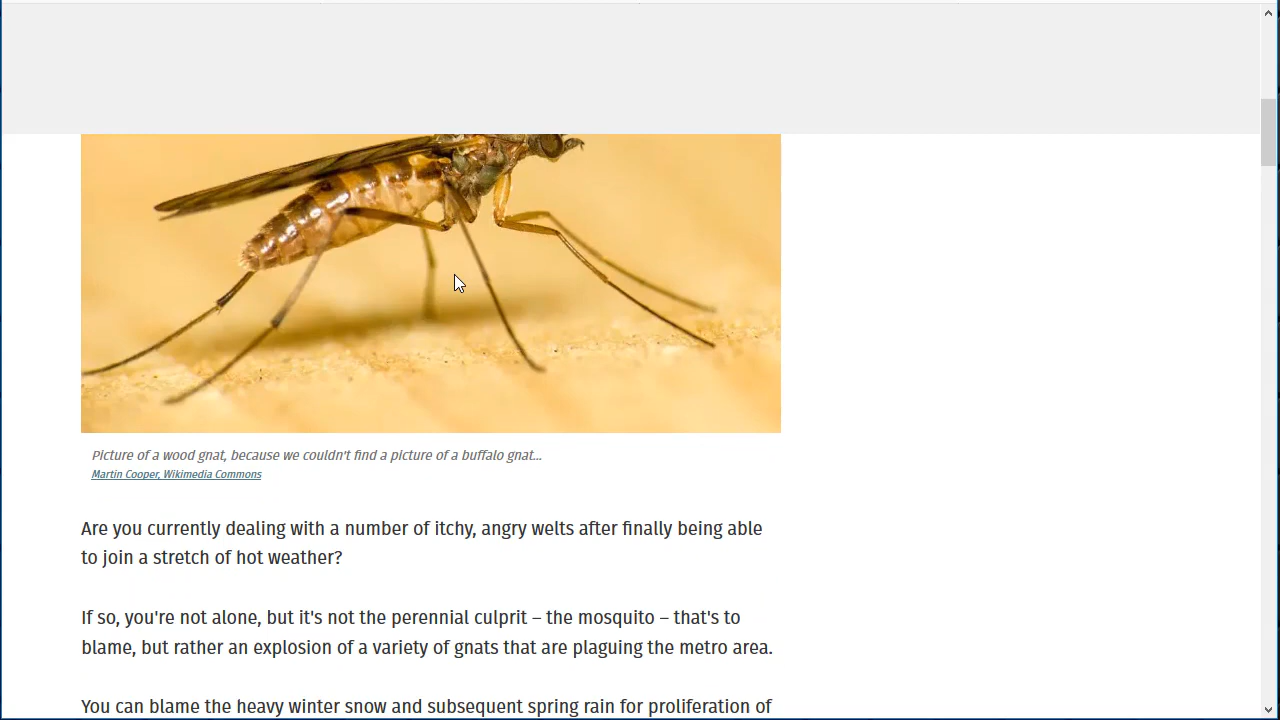 Picture of a wood gnat, because we couldn't find a picture of a buffalo gnat...
Martin Cooper, Wikimedia Commons
Are you currently dealing with a number of itchy, angry welts after finally being able
to join a stretch of hot weather?
If so, you're not alone, but it's not the perennial culprit – the mosquito – that's to
blame, but rather an explosion of a variety of gnats that are plaguing the metro area.
You can blame the heavy winter snow and subsequent spring rain for proliferation of